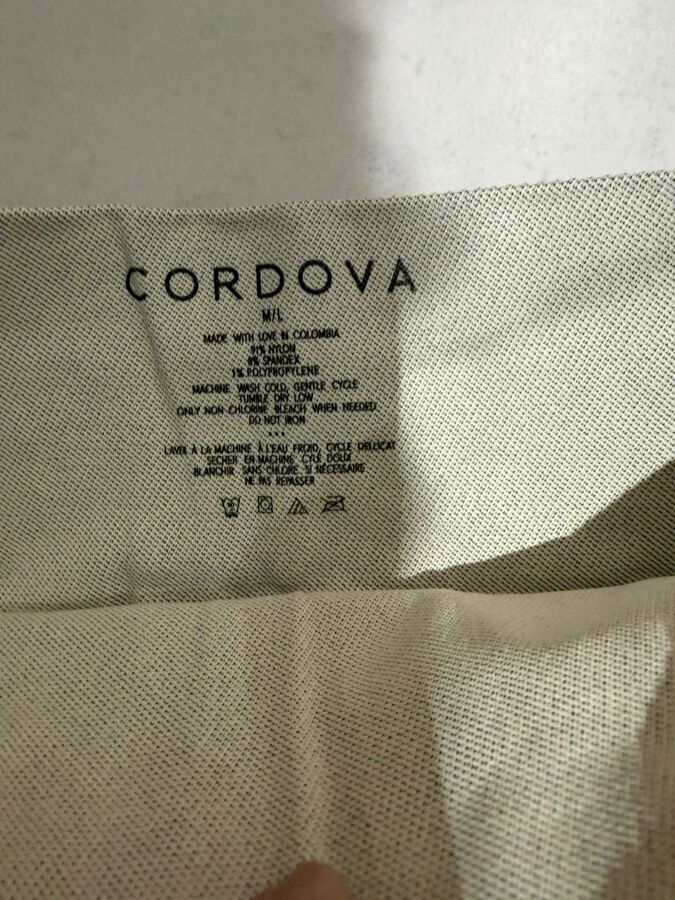 CORDOVA
M/L
MADE WITH LOVE IN COLOMBIA
91% NYLON
8% SPANDEX
1% POLYPROPYLENE
MACHINE WASH COLD, GENTLE CYCLE
TUMBLE DRY LOW
ONLY NON CHLORINE BLEACH WHEN NEEDED
DO NOT IRON
•••
LAVER À LA MACHINE À L'EAU FROID, CYCLE DELLICAT
SECHER EN MACHINE, CYLE DOUX
BLANCHIR SANS CHLORE, SI NÉCESSAIRE
NE PAS REPASSER